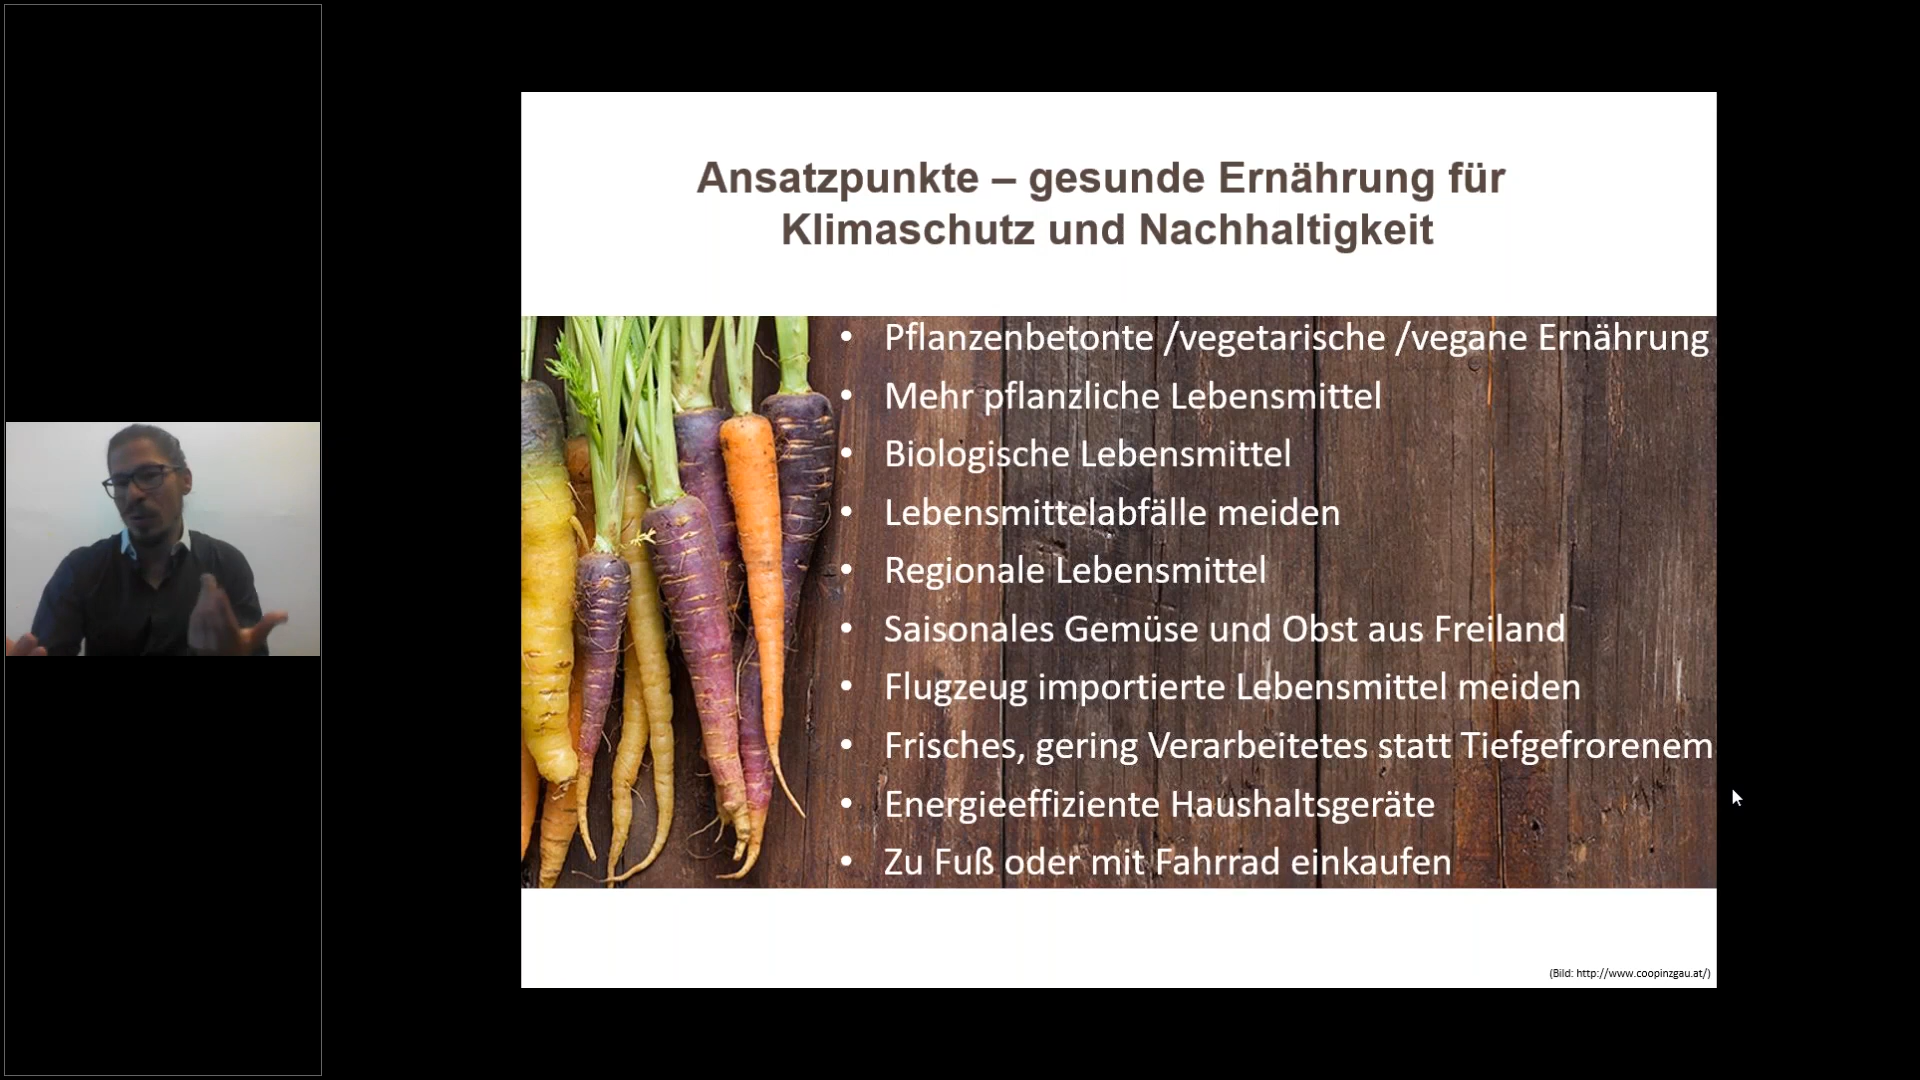 Ansatzpunkte – gesunde Ernährung für
Klimaschutz und Nachhaltigkeit
• Pflanzenbetonte /vegetarische /vegane Ernährung
• Mehr pflanzliche Lebensmittel
• Biologische Lebensmittel
• Lebensmittelabfälle meiden
• Regionale Lebensmittel
• Saisonales Gemüse und Obst aus Freiland
• Flugzeug importierte Lebensmittel meiden
• Frisches, gering Verarbeitetes statt Tiefgefrorenem
• Energieeffiziente Haushaltsgeräte
• Zu Fuß oder mit Fahrrad einkaufen
(Bild: http://www.coopinzgau.at/)